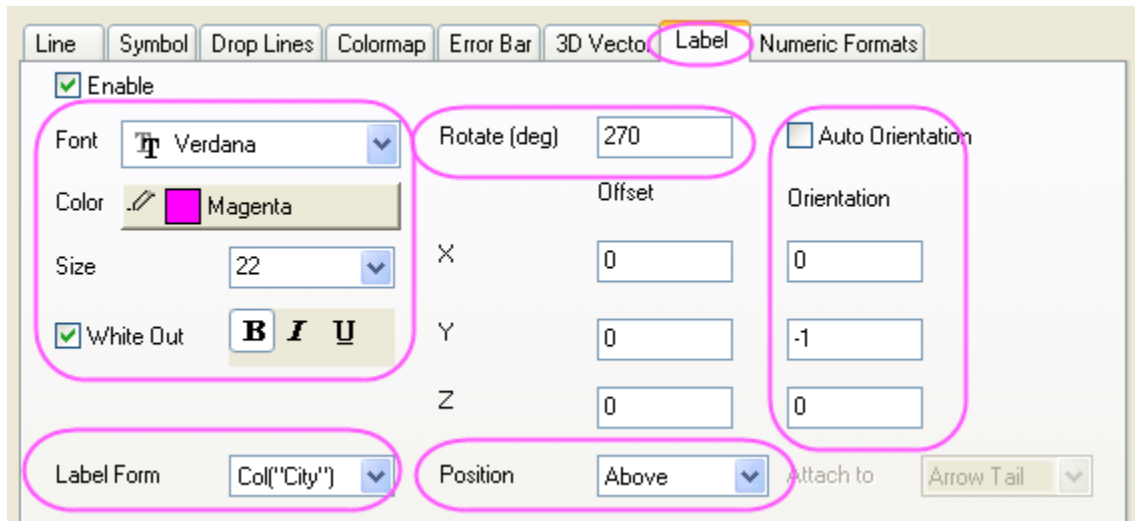 Line Symbol Drop Lines Colormap Error Bar 3D Vector Label Numeric Formats
Enable
Font Verdana Rotate (deg) 270 Auto Orientation
Offset Orientation
Color Magenta
Size 22 X 0 0
White Out B I U Y 0 -1
Z 0 0
Label Form Col("City") Position Above Attach to Arrow Tail